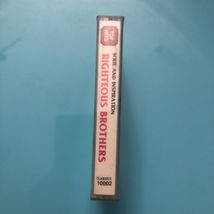 SOUL AND INSPIRATION
RIGHTEOUS BROTHERS
CLASSICS
10002